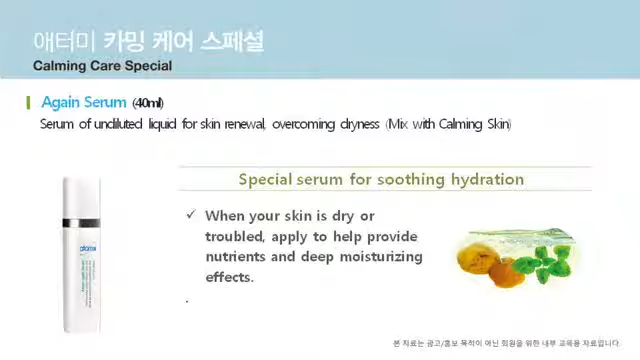 애터미 카밍 케어 스페셜
Calming Care Special
Again Serum (40ml)
Serum of undiluted liquid for skin renewal, overcoming dryness (Mix with Calming Skin)
Special serum for soothing hydration
✓ When your skin is dry or
troubled, apply to help provide
nutrients and deep moisturizing
effects.
.
atomy
본 자료는 광고/홍보 목적이 아닌 회원을 위한 내부 교육용 자료입니다.